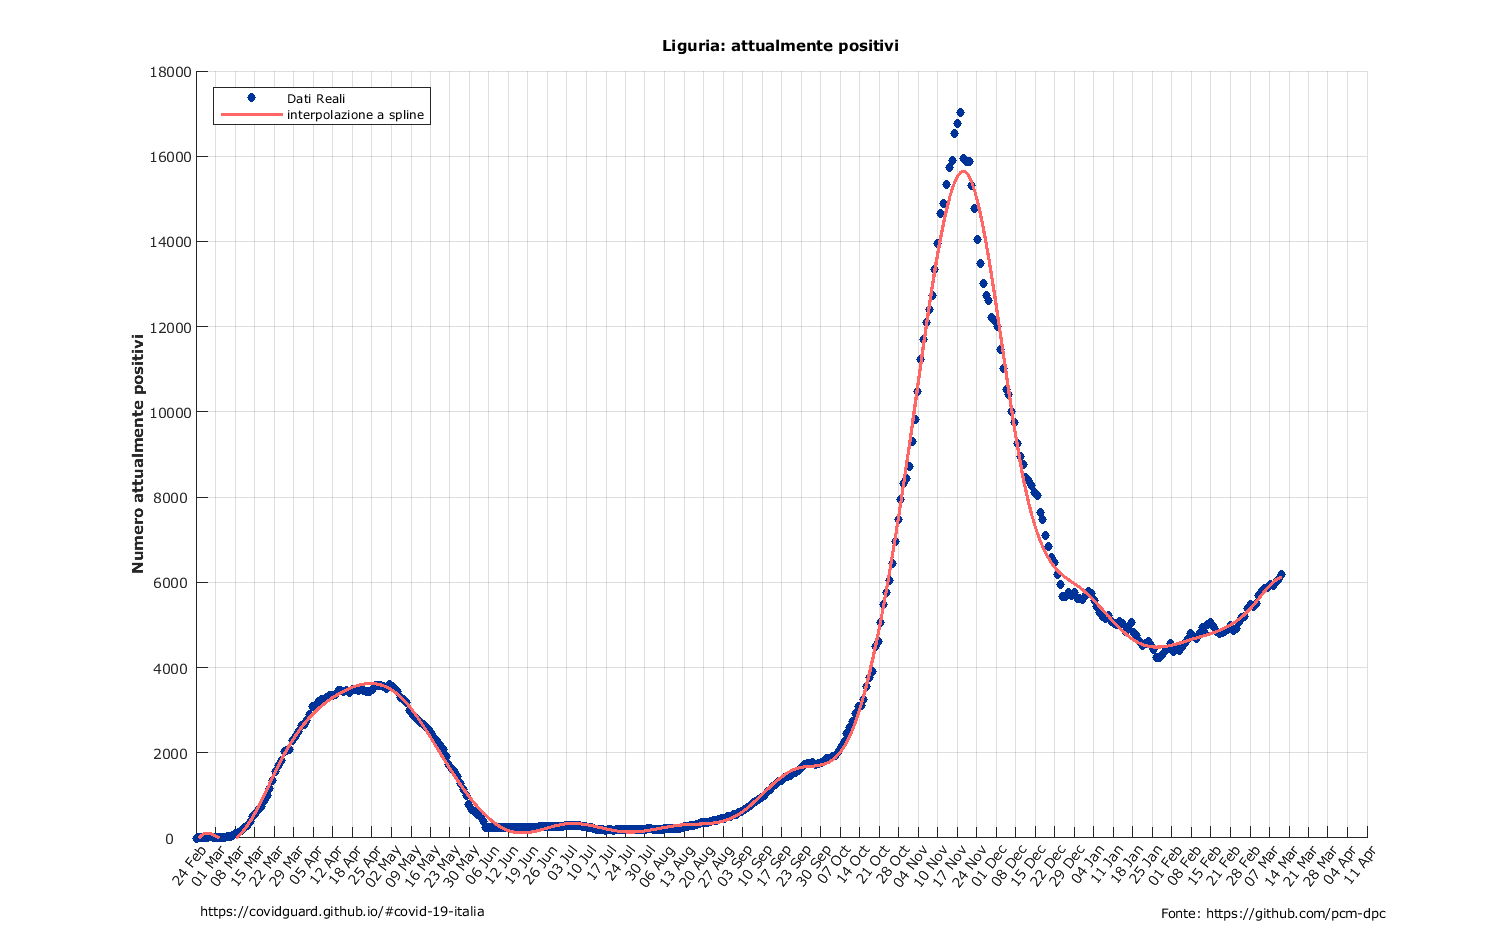 Liguria: attualmente positivi
Dati Reali
interpolazione a spline
Numero attualmente positivi
18000
16000
14000
12000
10000
8000
6000
4000
2000
0
24 Feb
01 Mar
08 Mar
15 Mar
22 Mar
29 Mar
05 Apr
12 Apr
18 Apr
25 Apr
02 May
09 May
16 May
23 May
30 May
06 Jun
12 Jun
19 Jun
26 Jun
03 Jul
10 Jul
17 Jul
24 Jul
30 Jul
06 Aug
13 Aug
20 Aug
27 Aug
03 Sep
10 Sep
17 Sep
23 Sep
30 Sep
07 Oct
14 Oct
21 Oct
28 Oct
04 Nov
10 Nov
17 Nov
24 Nov
01 Dec
08 Dec
15 Dec
22 Dec
29 Dec
04 Jan
11 Jan
18 Jan
25 Jan
01 Feb
08 Feb
15 Feb
21 Feb
28 Feb
07 Mar
14 Mar
21 Mar
28 Mar
04 Apr
11 Apr
https://covidguard.github.io/#covid-19-italia
Fonte: https://github.com/pcm-dpc